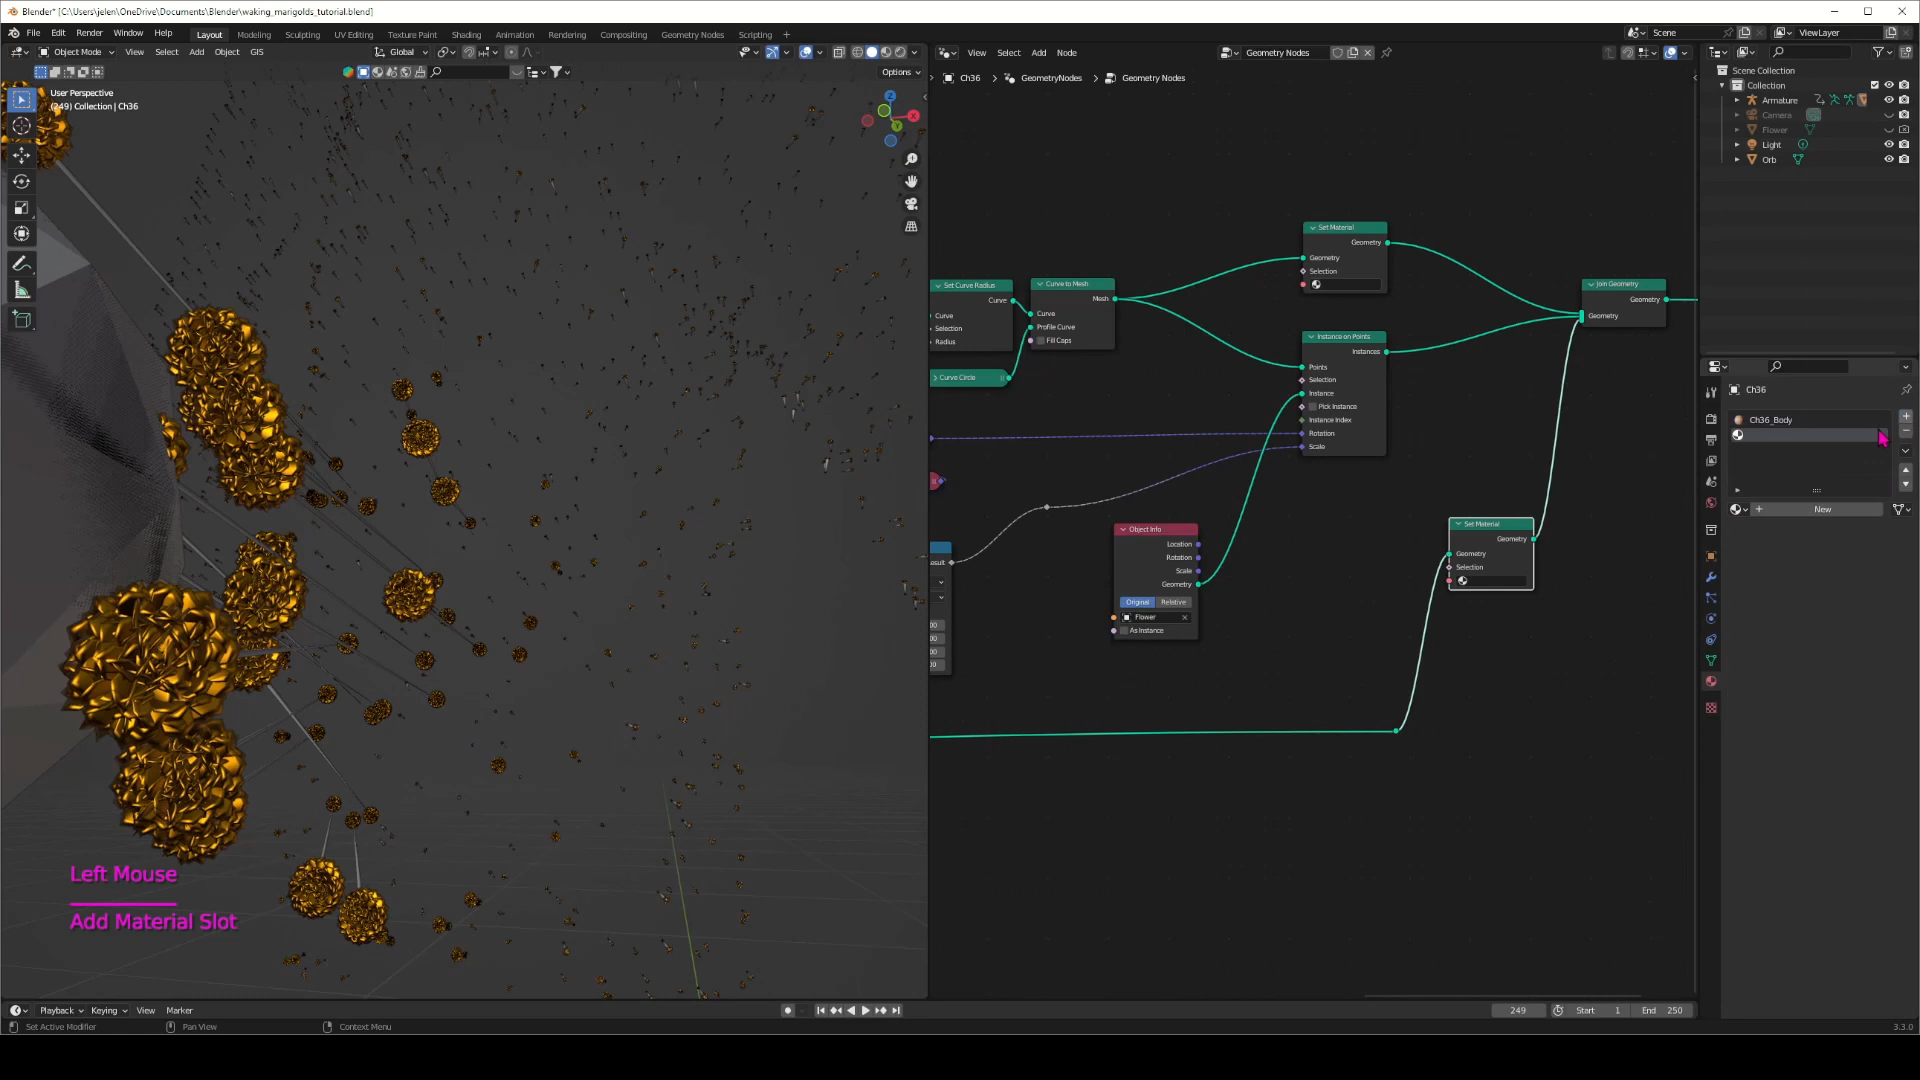 Blender* [C:\Users\jelen\OneDrive\Documents\Blender\waking_marigolds_tutorial.blend]
File Edit Render Window Help Layout Modeling Sculpting UV Editing Texture Paint Shading Animation Rendering Compositing Geometry Nodes Scripting + Scene ViewLayer
Object Mode View Select Add Object GIS Global View Select Add Node Geometry Nodes
Options
Ch36 > GeometryNodes > Geometry Nodes
User Perspective
(249) Collection | Ch36
Scene Collection
Collection
Armature
Camera
Flower
Light
Orb
Set Material
Geometry
Geometry
Selection
Set Curve Radius
Curve
Curve
Selection
Radius
Curve to Mesh
Mesh
Curve
Profile Curve
Fill Caps
Curve Circle
Join Geometry
Geometry
Geometry
Instance on Points
Instances
Points
Selection
Instance
Pick Instance
Instance Index
Rotation
Scale
Object Info
Location
Rotation
Scale
Geometry
Original Relative
Flower
As Instance
Set Material
Geometry
Geometry
Selection
Ch36
Ch36_Body
New
Left Mouse
Add Material Slot
Playback Keying View Marker 249 Start 1 End 250
Set Active Modifier Pan View Context Menu 3.3.0